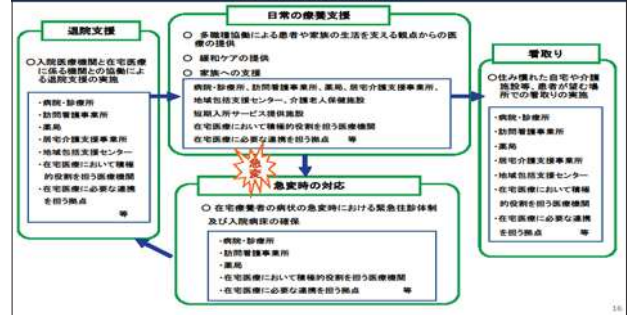 退院支援
○入院医療機関と在宅医療
に係る機関との協働によ
る退院支援の実施
・病院・診療所
・訪問看護事業所
・薬局
・居宅介護支援事業所
・地域包括支援センター
・在宅医療において積極
的役割を担う医療機関
・在宅医療に必要な連携
を担う拠点
等
日常の療養支援
○ 多職種協働による患者や家族の生活を支える観点からの医
療の提供
○ 緩和ケアの提供
○ 家族への支援
病院・診療所、訪問看護事業所、薬局、居宅介護支援事業所、
地域包括支援センター、介護老人保健施設
短期入所サービス提供施設
在宅医療において積極的役割を担う医療機関
在宅医療に必要な連携を担う拠点 等
急変
急変時の対応
○ 在宅療養者の病状の急変時における緊急往診体制
及び入院病床の確保
・病院・診療所
・訪問看護事業所
・薬局
・在宅医療において積極的役割を担う医療機関
・在宅医療に必要な連携を担う拠点 等
看取り
○住み慣れた自宅や介護
施設等、患者が望む場
所での看取りの実施
・病院・診療所
・訪問看護事業所
・薬局
・居宅介護支援事業所
・地域包括支援センター
・在宅医療において積極
的役割を担う医療機関
・在宅医療に必要な連携
を担う拠点 等
16